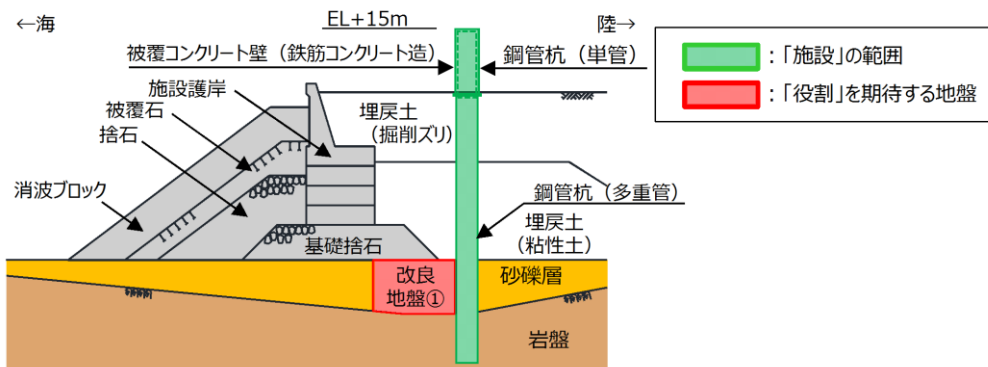 ←海
EL+15m
陸→
被覆コンクリート壁（鉄筋コンクリート造）
鋼管杭（単管）
：「施設」の範囲
：「役割」を期待する地盤
施設護岸
被覆石
捨石
埋戻土
（掘削ズリ）
消波ブロック
鋼管杭（多重管）
埋戻土
（粘性土）
基礎捨石
改良
地盤①
砂礫層
岩盤